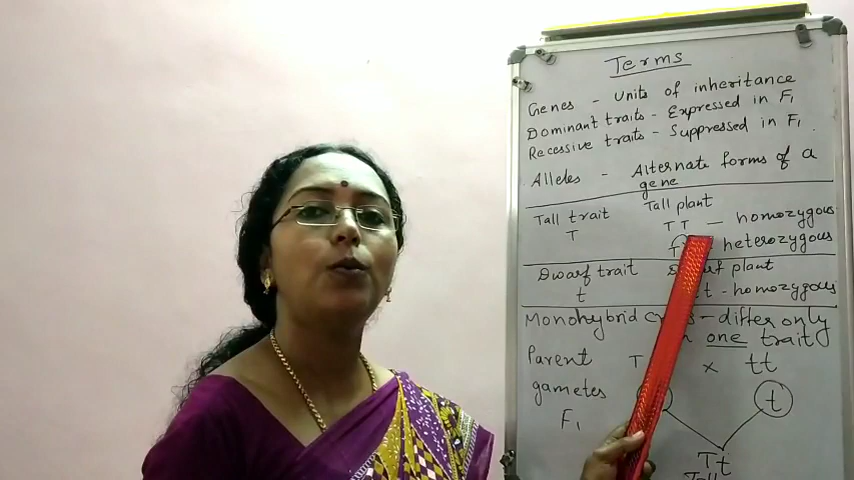 Terms
Genes - Units of inheritance
Dominant traits - Expressed in F1
Recessive traits - Suppressed in F1.
Alleles - Alternate forms of a
gene
Tall trait Tall plant
T TT - homozygous
T - heterozygous
Dwarf trait plant
t t - homozygous
Monohybrid - differ only
one trait
Parent T x tt
gametes t
F1
Tt
Tall